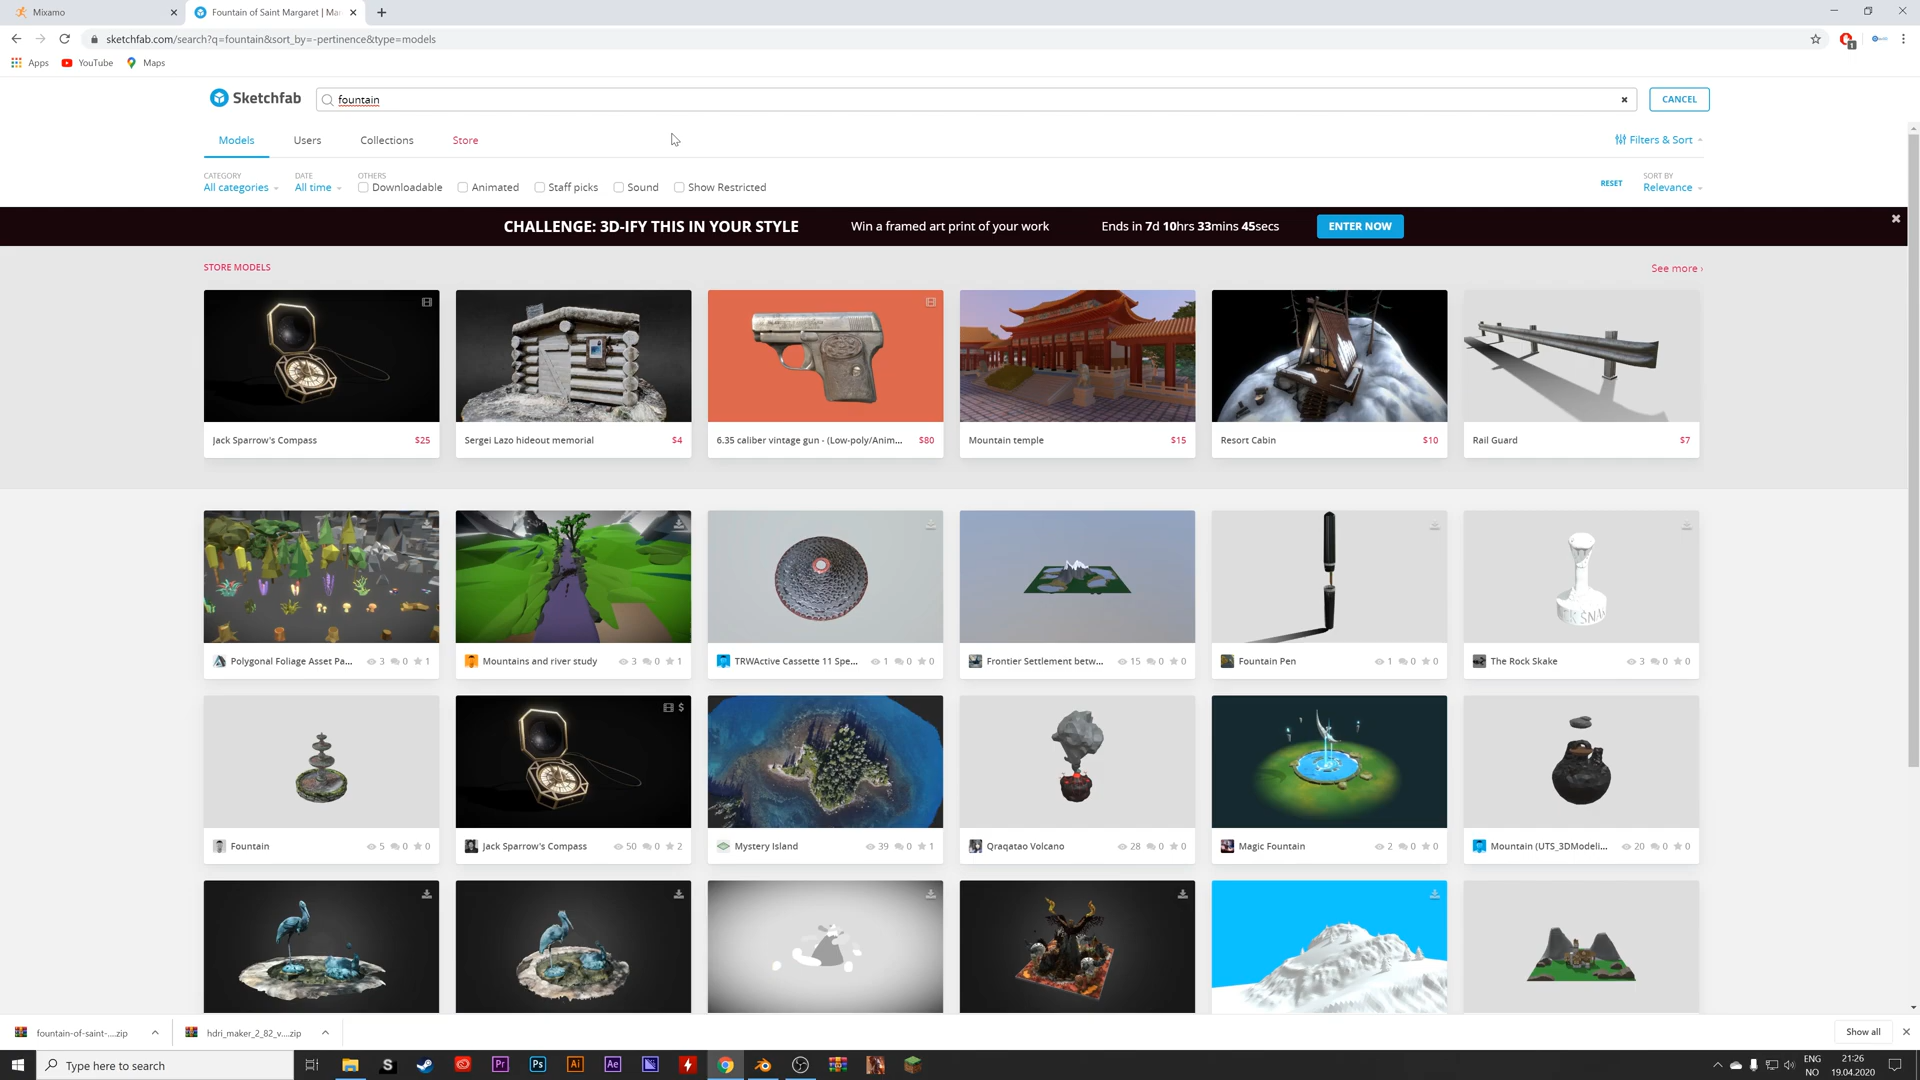 Mixamo
Fountain of Saint Margaret | Mar
sketchfab.com/search?q=fountain&sort_by=-pertinence&type=models
1
Apps YouTube Maps
Sketchfab
fountain
CANCEL
Models Users Collections Store
Filters & Sort
CATEGORY DATE OTHERS
All categories All time Downloadable Animated Staff picks Sound Show Restricted
RESET
SORT BY
Relevance
CHALLENGE: 3D-IFY THIS IN YOUR STYLE Win a framed art print of your work Ends in 7d 10hrs 33mins 45secs ENTER NOW
STORE MODELS See more ›
Jack Sparrow's Compass $25
Sergei Lazo hideout memorial $4
6.35 caliber vintage gun - (Low-poly/Anim... $80
Mountain temple $15
Resort Cabin $10
Rail Guard $7
Polygonal Foliage Asset Pa... 3 0 1
Mountains and river study 3 0 1
TRWActive Cassette 11 Spe... 1 0 0
Frontier Settlement betw... 15 0 0
Fountain Pen 1 0 0
The Rock Skake 3 0 0
Fountain 5 0 0
Jack Sparrow's Compass 50 0 2
Mystery Island 39 0 1
Qraqatao Volcano 28 0 0
Magic Fountain 2 0 0
Mountain (UTS_3DModeli... 20 0 0
fountain-of-saint-....zip
hdri_maker_2_82_v....zip
Show all
Type here to search
ENG
NO
21:26
19.04.2020